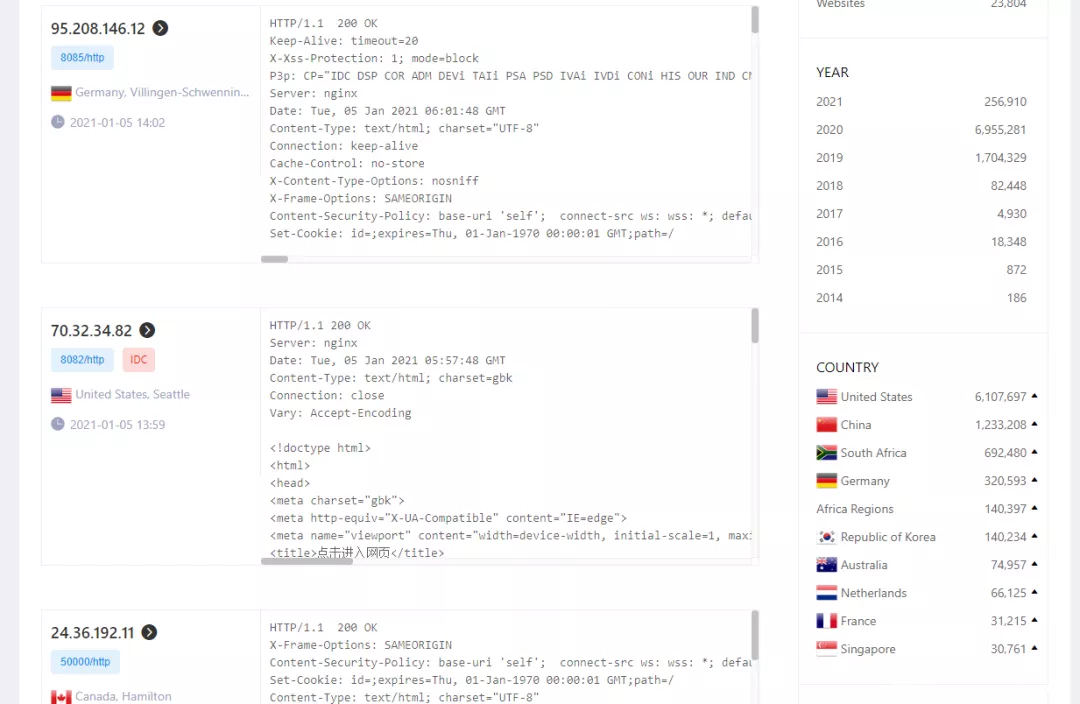 95.208.146.12
8085/http
Germany, Villingen-Schwennin...
2021-01-05 14:02
HTTP/1.1  200 OK
Keep-Alive: timeout=20
X-Xss-Protection: 1; mode=block
P3p: CP="IDC DSP COR ADM DEVi TAIi PSA PSD IVAi IVDi CONi HIS OUR IND CN
Server: nginx
Date: Tue, 05 Jan 2021 06:01:48 GMT
Content-Type: text/html; charset="UTF-8"
Connection: keep-alive
Cache-Control: no-store
X-Content-Type-Options: nosniff
X-Frame-Options: SAMEORIGIN
Content-Security-Policy: base-uri 'self';  connect-src ws: wss: *; defau
Set-Cookie: id=;expires=Thu, 01-Jan-1970 00:00:01 GMT;path=/
70.32.34.82
8082/http IDC
United States, Seattle
2021-01-05 13:59
HTTP/1.1 200 OK
Server: nginx
Date: Tue, 05 Jan 2021 05:57:48 GMT
Content-Type: text/html; charset=gbk
Connection: close
Vary: Accept-Encoding
<!doctype html>
<html>
<head>
<meta charset="gbk">
<meta http-equiv="X-UA-Compatible" content="IE=edge">
<meta name="viewport" content="width=device-width, initial-scale=1, maxi
<title>点击进入网页</title>
24.36.192.11
50000/http
Canada, Hamilton
HTTP/1.1  200 OK
X-Frame-Options: SAMEORIGIN
Content-Security-Policy: base-uri 'self';  connect-src ws: wss: *; defau
Set-Cookie: id=;expires=Thu, 01-Jan-1970 00:00:01 GMT;path=/
Content-Type: text/html; charset="UTF-8"
Websites 23,804
YEAR
2021 256,910
2020 6,955,281
2019 1,704,329
2018 82,448
2017 4,930
2016 18,348
2015 872
2014 186
COUNTRY
United States 6,107,697
China 1,233,208
South Africa 692,480
Germany 320,593
Africa Regions 140,397
Republic of Korea 140,234
Australia 74,957
Netherlands 66,125
France 31,215
Singapore 30,761